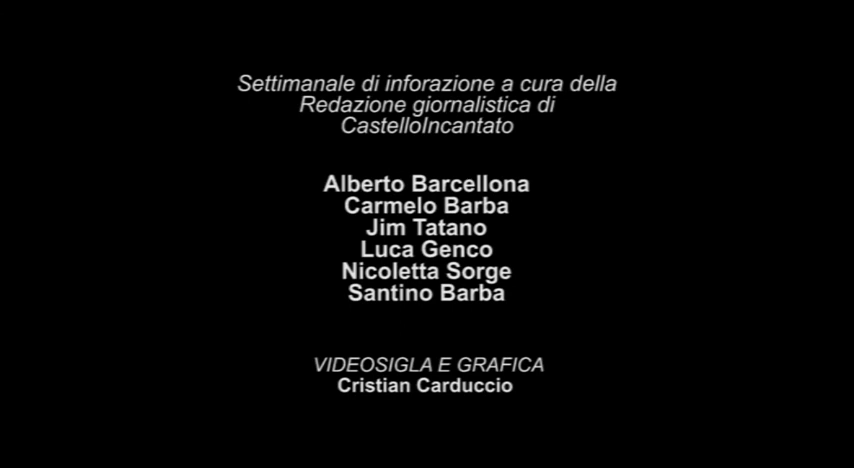 Settimanale di inforazione a cura della
Redazione giornalistica di
CastelloIncantato
Alberto Barcellona
Carmelo Barba
Jim Tatano
Luca Genco
Nicoletta Sorge
Santino Barba
VIDEOSIGLA E GRAFICA
Cristian Carduccio